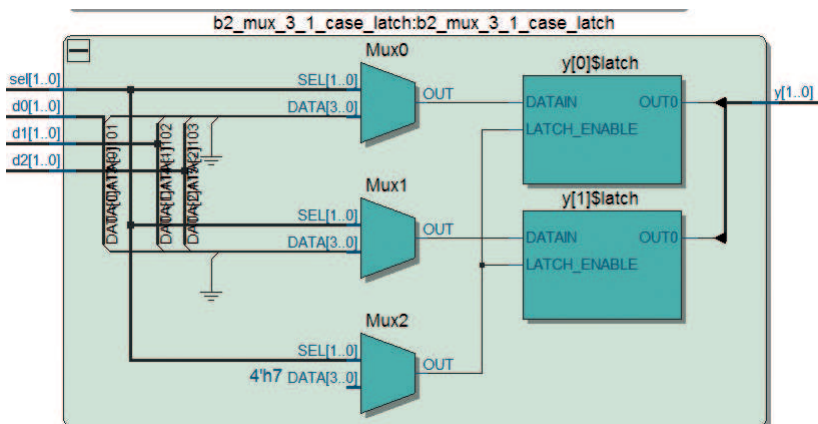 b2_mux_3_1_case_latch:b2_mux_3_1_case_latch
Mux0
sel[1..0]
d0[1..0]
d1[1..0]
d2[1..0]
SEL[1..0]
DATA[3..0]
OUT
y[0]$latch
DATAIN
OUT0
LATCH_ENABLE
y[1..0]
Mux1
SEL[1..0]
DATA[3..0]
OUT
y[1]$latch
DATAIN
OUT0
LATCH_ENABLE
Mux2
SEL[1..0]
4'h7 DATA[3..0]
OUT